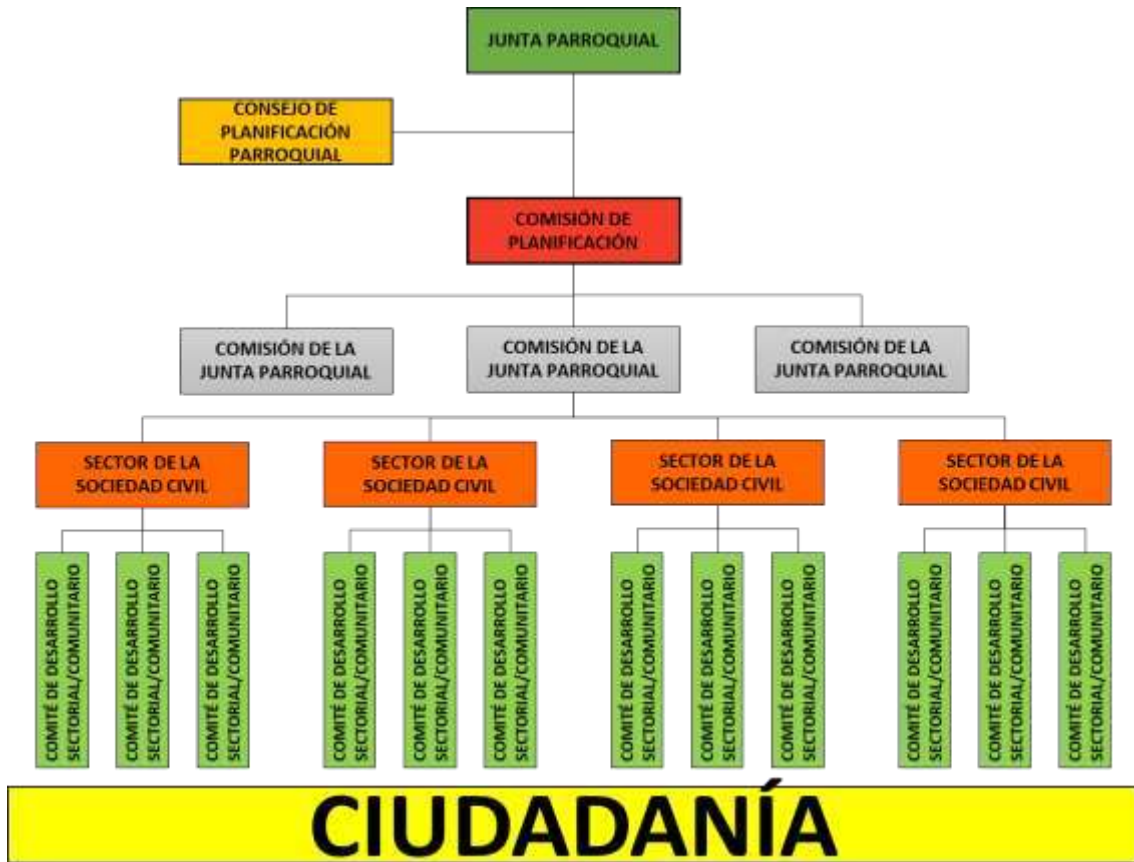 JUNTA PARROQUIAL
CONSEJO DE
PLANIFICACIÓN
PARROQUIAL
COMISIÓN DE
PLANIFICACIÓN
COMISIÓN DE LA
JUNTA PARROQUIAL
COMISIÓN DE LA
JUNTA PARROQUIAL
COMISIÓN DE LA
JUNTA PARROQUIAL
SECTOR DE LA
SOCIEDAD CIVIL
SECTOR DE LA
SOCIEDAD CIVIL
SECTOR DE LA
SOCIEDAD CIVIL
SECTOR DE LA
SOCIEDAD CIVIL
COMITÉ DE DESARROLLO
SECTORIAL/COMUNITARIO
COMITÉ DE DESARROLLO
SECTORIAL/COMUNITARIO
COMITÉ DE DESARROLLO
SECTORIAL/COMUNITARIO
COMITÉ DE DESARROLLO
SECTORIAL/COMUNITARIO
COMITÉ DE DESARROLLO
SECTORIAL/COMUNITARIO
COMITÉ DE DESARROLLO
SECTORIAL/COMUNITARIO
COMITÉ DE DESARROLLO
SECTORIAL/COMUNITARIO
COMITÉ DE DESARROLLO
SECTORIAL/COMUNITARIO
COMITÉ DE DESARROLLO
SECTORIAL/COMUNITARIO
COMITÉ DE DESARROLLO
SECTORIAL/COMUNITARIO
COMITÉ DE DESARROLLO
SECTORIAL/COMUNITARIO
COMITÉ DE DESARROLLO
SECTORIAL/COMUNITARIO
CIUDADANÍA